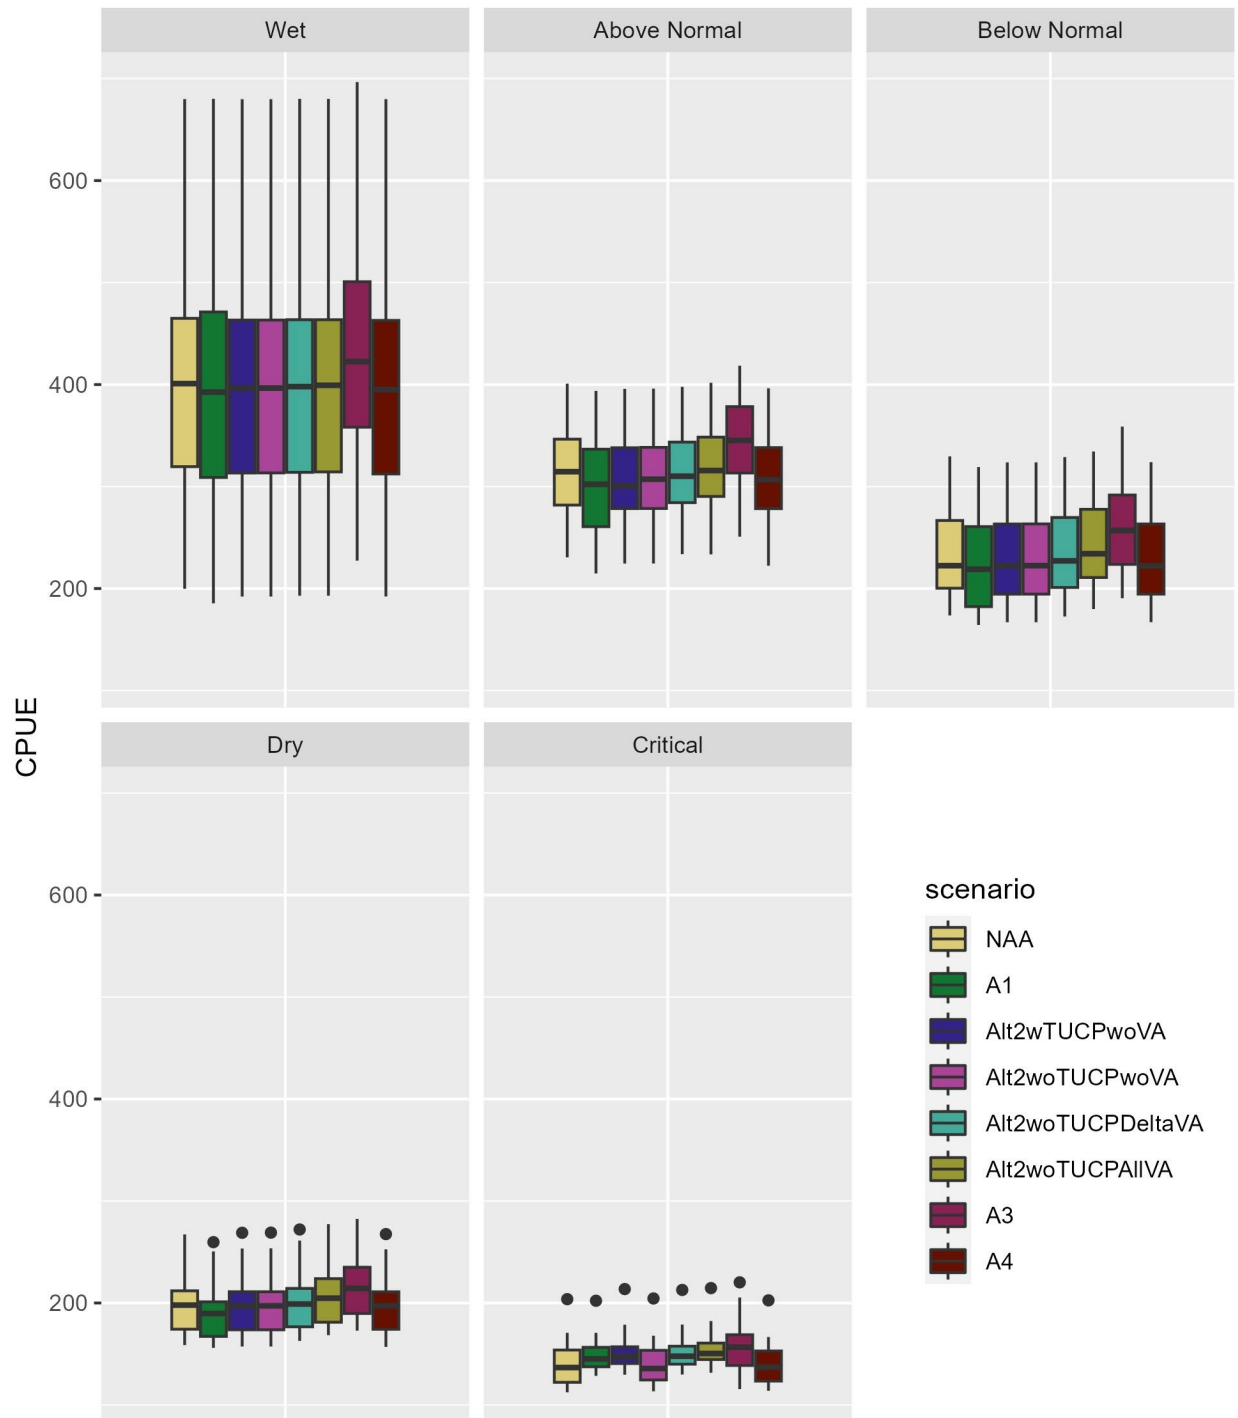 Wet
Above Normal
Below Normal
600
400
200
CPUE
Dry
Critical
600
400
200
scenario
NAA
A1
Alt2wTUCPwoVA
Alt2woTUCPwoVA
Alt2woTUCPDeltaVA
Alt2woTUCPAllVA
A3
A4